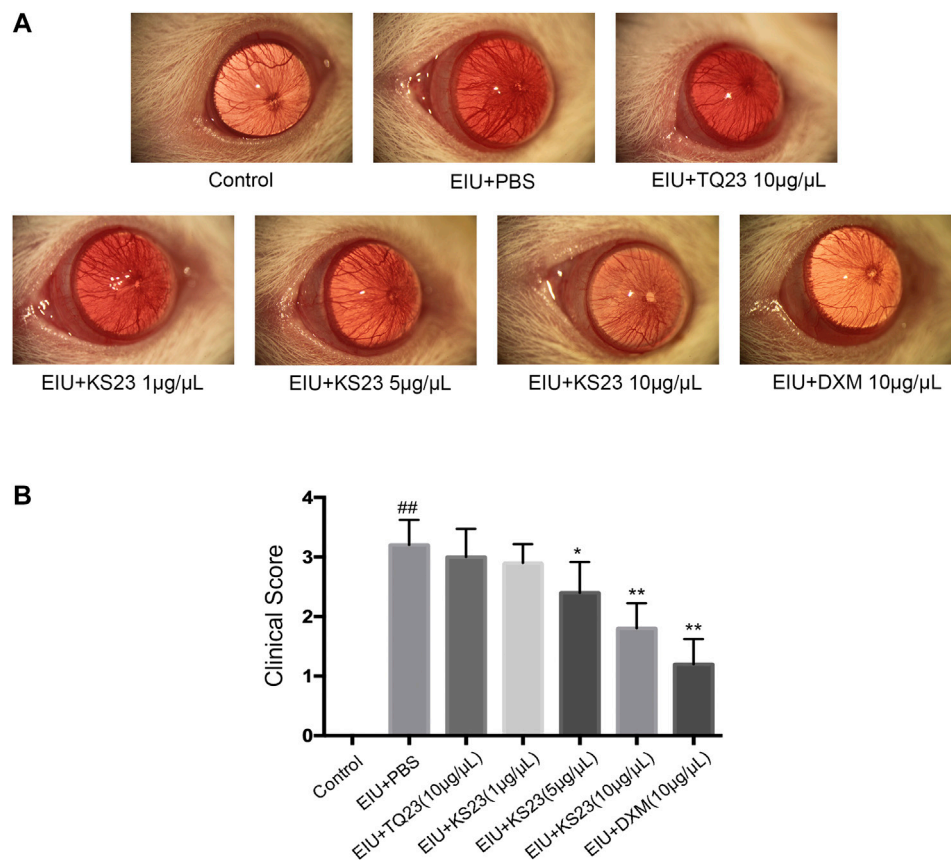 A
Control
EIU+PBS
EIU+TQ23 10µg/µL
EIU+KS23 1µg/µL
EIU+KS23 5µg/µL
EIU+KS23 10µg/µL
EIU+DXM 10µg/µL
B
Clinical Score
4
3
2
1
0
##
*
**
**
Control
EIU+PBS
EIU+TQ23(10µg/µL)
EIU+KS23(1µg/µL)
EIU+KS23(5µg/µL)
EIU+KS23(10µg/µL)
EIU+DXM(10µg/µL)